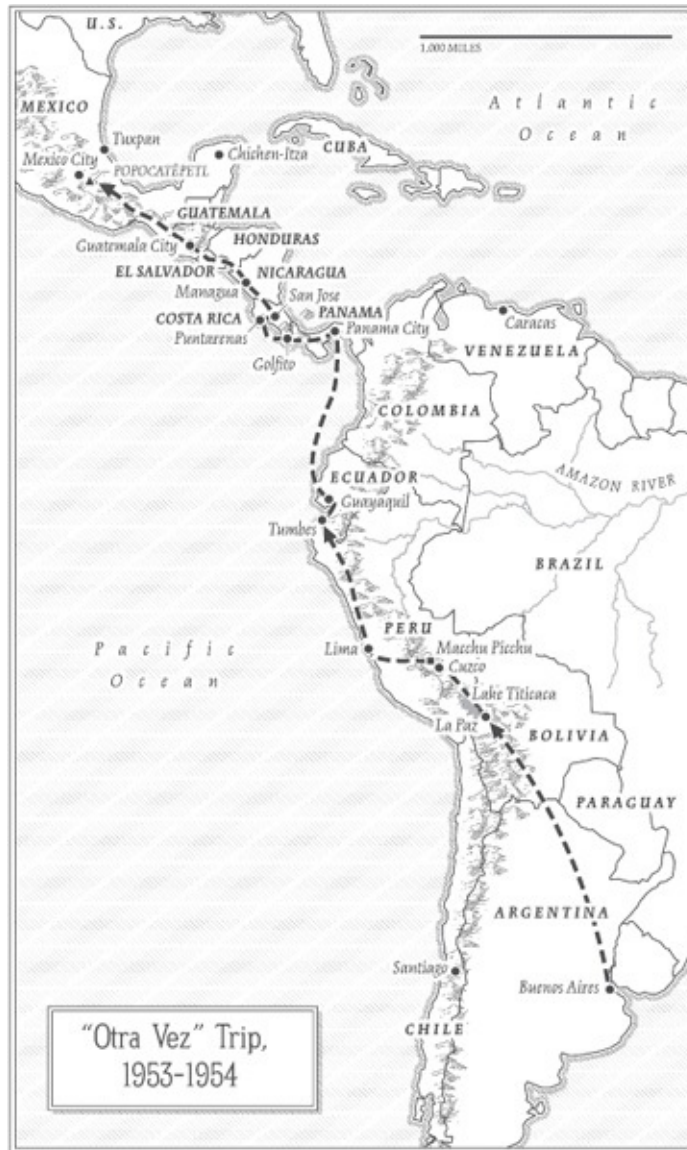 U.S.
1,000 MILES
MEXICO
Atlantic
Ocean
Tuxpan
Mexico City
POPOCATÉPETL
Chichen-Itza
CUBA
GUATEMALA
Guatemala City
HONDURAS
EL SALVADOR
NICARAGUA
Managua
San Jose
COSTA RICA
PANAMA
Puntarenas
Panama City
Caracas
Golfito
VENEZUELA
COLOMBIA
ECUADOR
AMAZON RIVER
Guayaquil
Tumbes
BRAZIL
Pacific
Ocean
PERU
Lima
Macchu Picchu
Cuzco
Lake Titicaca
La Paz
BOLIVIA
PARAGUAY
ARGENTINA
Santiago
Buenos Aires
CHILE
"Otra Vez" Trip,
1953-1954